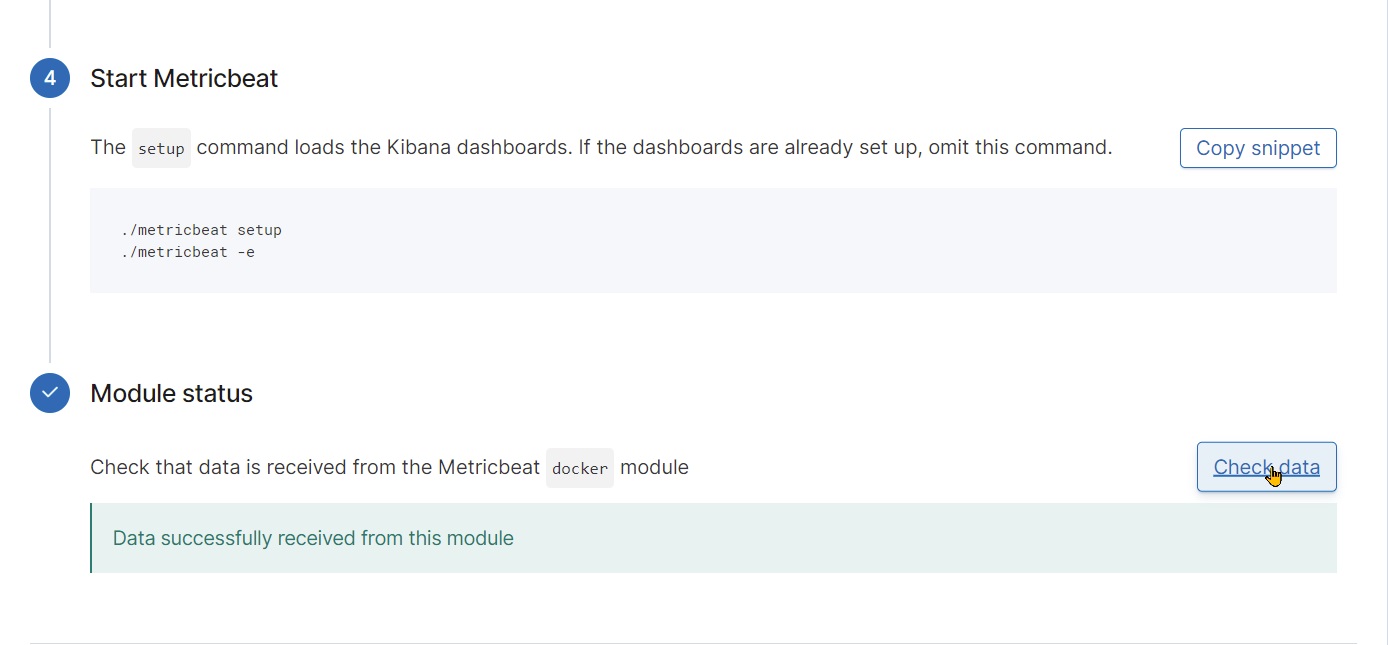 4 Start Metricbeat
The setup command loads the Kibana dashboards. If the dashboards are already set up, omit this command. Copy snippet
./metricbeat setup
./metricbeat -e
Module status
Check that data is received from the Metricbeat docker module Check data
Data successfully received from this module